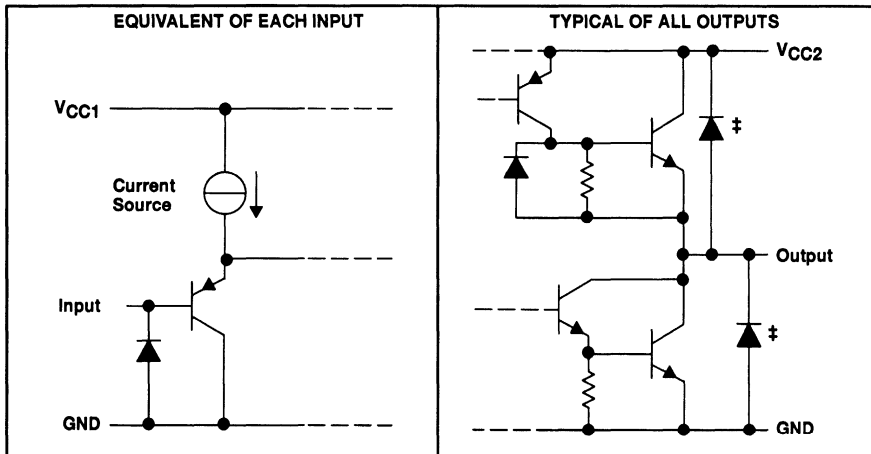 EQUIVALENT OF EACH INPUT
VCC1
Current
Source
Input
GND
TYPICAL OF ALL OUTPUTS
VCC2
‡
Output
‡
GND